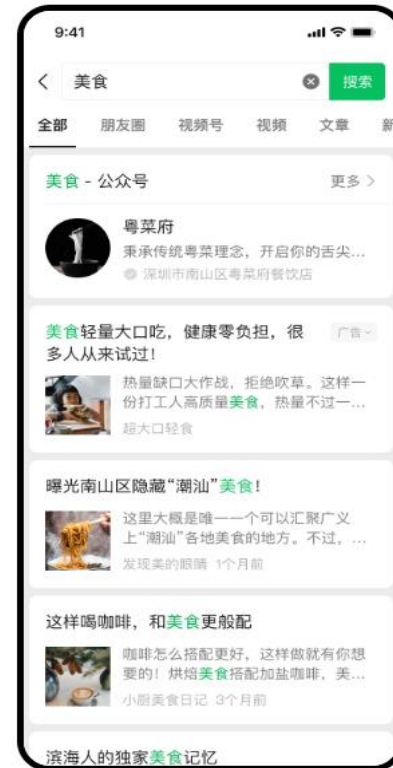 9:41
美食
搜索
全部 朋友圈 视频号 视频 文章 新
美食 - 公众号 更多
粤菜府
秉承传统粤菜理念，开启你的舌尖...
深圳市南山区粤菜府餐饮店
美食轻量大口吃，健康零负担，很
多人从来试过！
广告
热量缺口大作战，拒绝吹草。这样一
份打工人高质量美食，热量不过一...
超大口轻食
曝光南山区隐藏“潮汕”美食！
这里大概是唯一一个可以汇聚广义
上“潮汕”各地美食的地方。不过，...
发现美的眼睛 1个月前
这样喝咖啡，和美食更般配
咖啡怎么搭配更好，这样做就有你想
要的！烘焙美食搭配加盐咖啡，美...
小厨美食日记 3个月前
滨海人的独家美食记忆